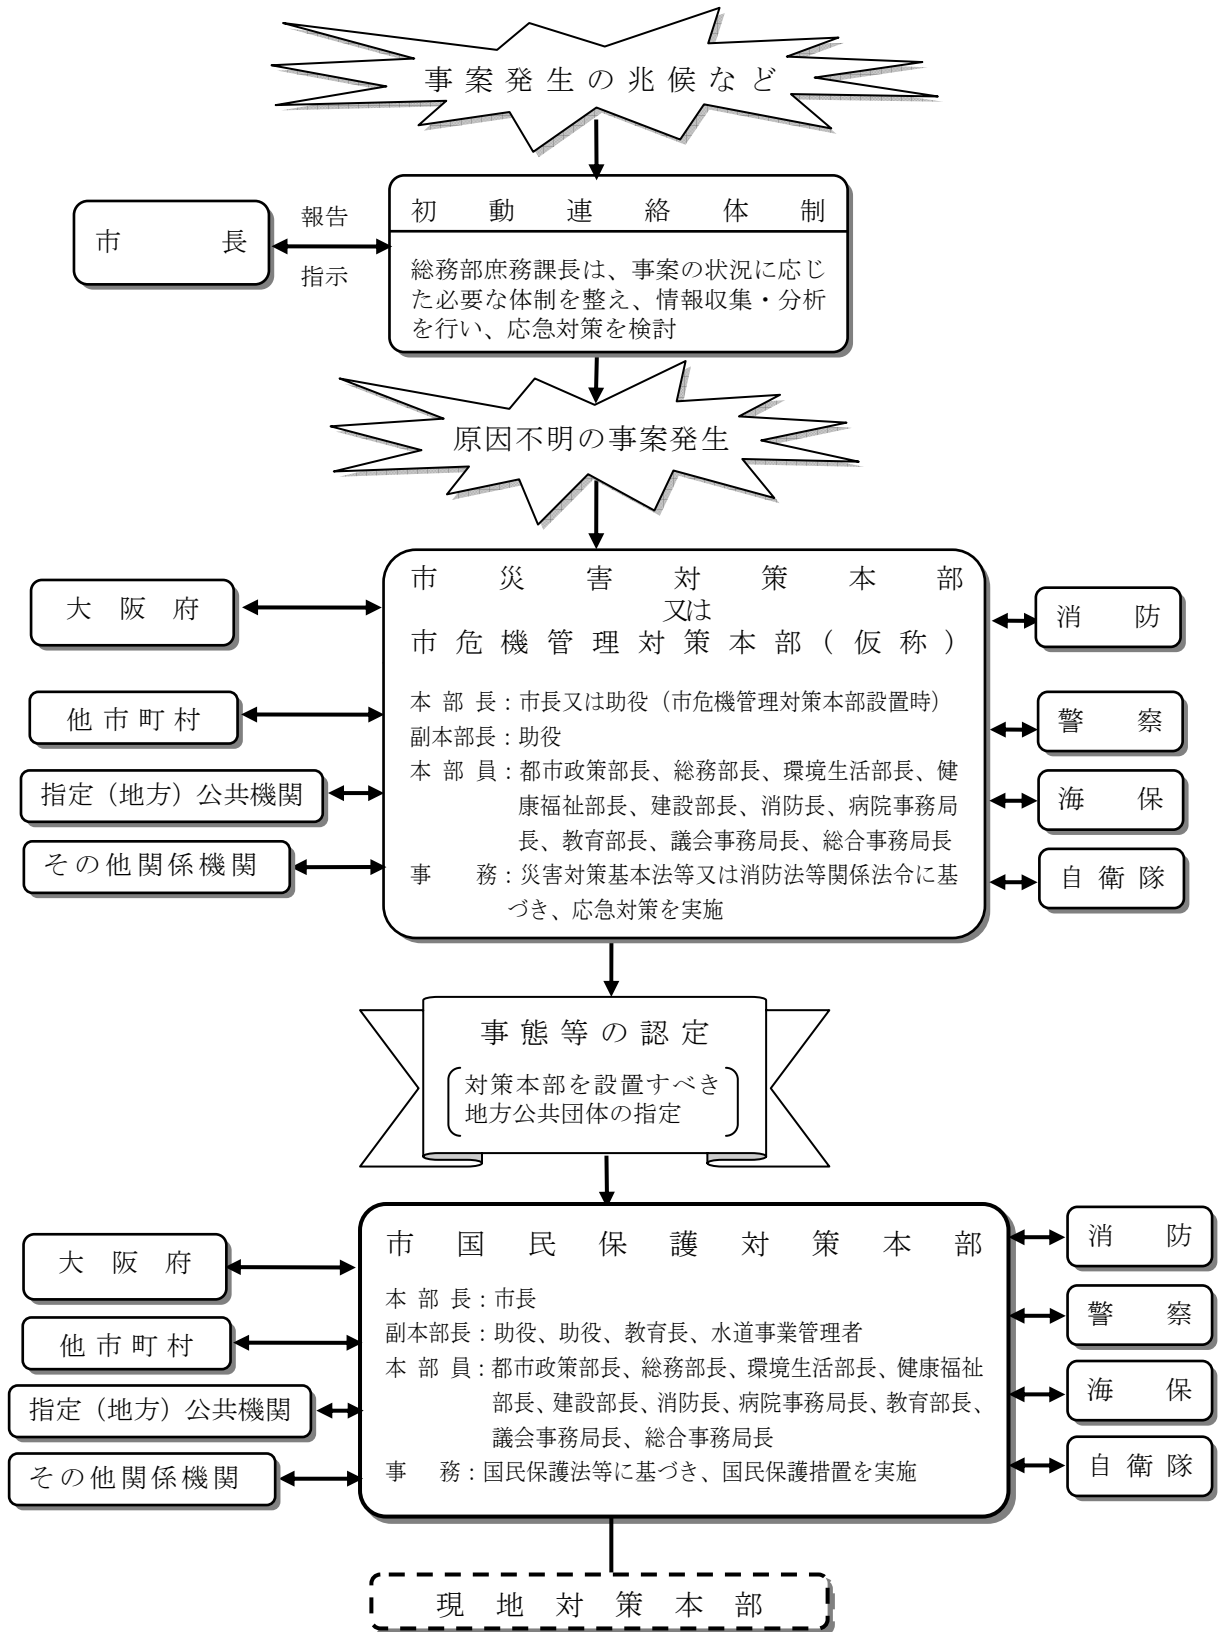 事案発生の兆候など
市長
報告
指示
初動連絡体制
総務部庶務課長は、事案の状況に応じ
た必要な体制を整え、情報収集・分析
を行い、応急対策を検討
原因不明の事案発生
大阪府
他市町村
指定（地方）公共機関
その他関係機関
市災害対策本部
又は
市危機管理対策本部（仮称）
本部長：市長又は助役（市危機管理対策本部設置時）
副本部長：助役
本部員：都市政策部長、総務部長、環境生活部長、健
康福祉部長、建設部長、消防長、病院事務局
長、教育部長、議会事務局長、総合事務局長
事務：災害対策基本法等又は消防法等関係法令に基
づき、応急対策を実施
消防
警察
海保
自衛隊
事態等の認定
対策本部を設置すべき
地方公共団体の指定
大阪府
他市町村
指定（地方）公共機関
その他関係機関
市国民保護対策本部
本部長：市長
副本部長：助役、助役、教育長、水道事業管理者
本部員：都市政策部長、総務部長、環境生活部長、健康福祉
部長、建設部長、消防長、病院事務局長、教育部長、
議会事務局長、総合事務局長
事務：国民保護法等に基づき、国民保護措置を実施
消防
警察
海保
自衛隊
現地対策本部